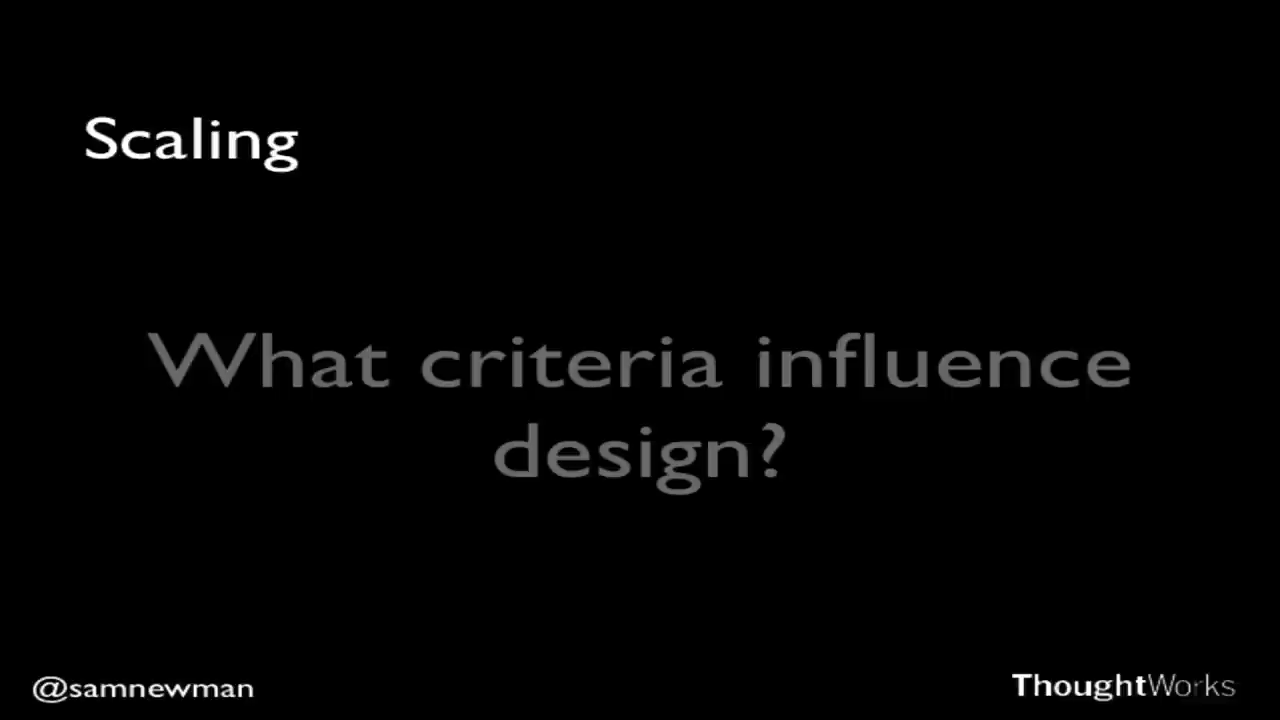 Scaling
What criteria influence
design?
@samnewman
ThoughtWorks